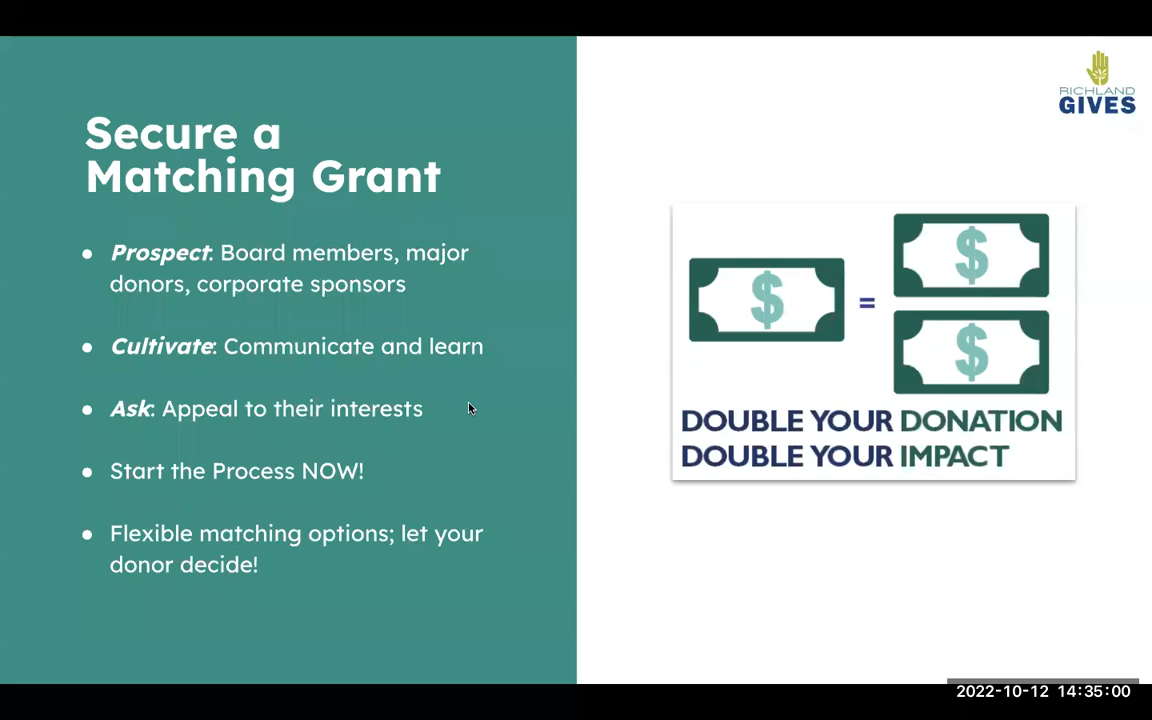 RICHLAND
GIVES
Secure a
Matching Grant
● Prospect: Board members, major
donors, corporate sponsors
● Cultivate: Communicate and learn
● Ask: Appeal to their interests
● Start the Process NOW!
● Flexible matching options; let your
donor decide!
$
=
$
$
DOUBLE YOUR DONATION
DOUBLE YOUR IMPACT
2022-10-12 14:35:00